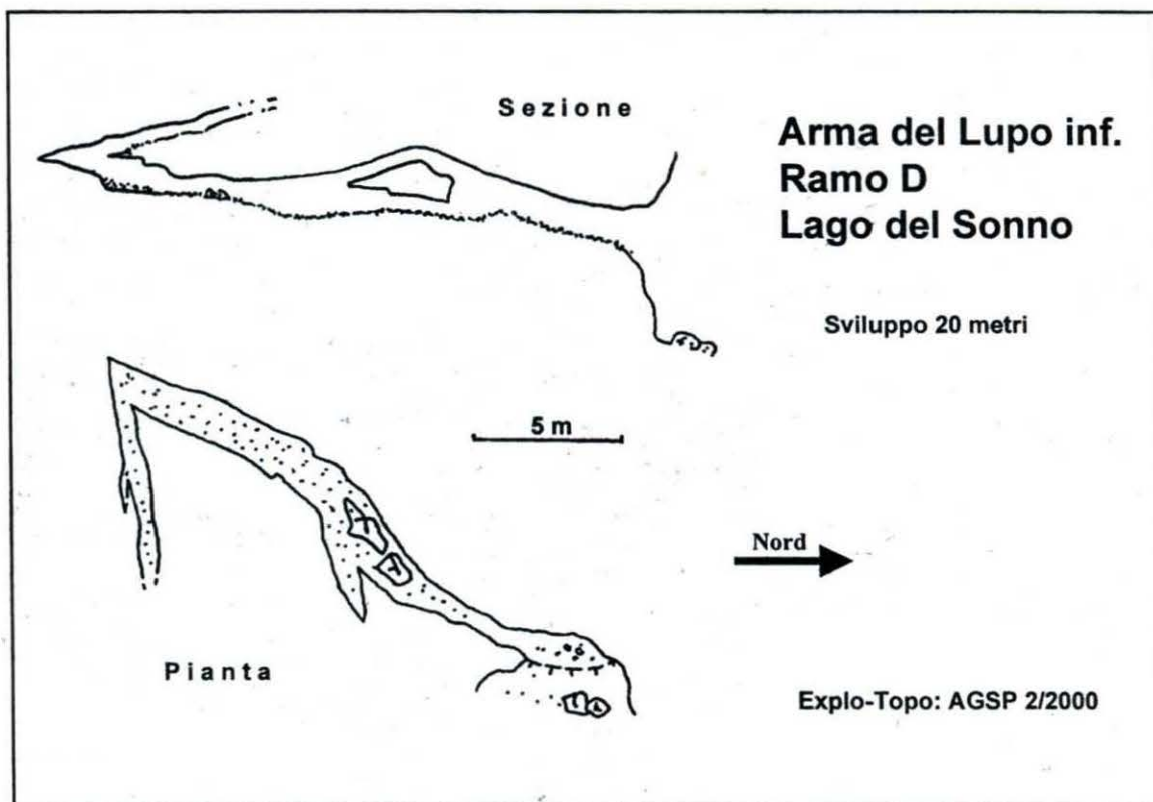 Sezione
Arma del Lupo inf.
Ramo D
Lago del Sonno
Sviluppo 20 metri
5 m
Nord
Pianta
Explo-Topo: AGSP 2/2000